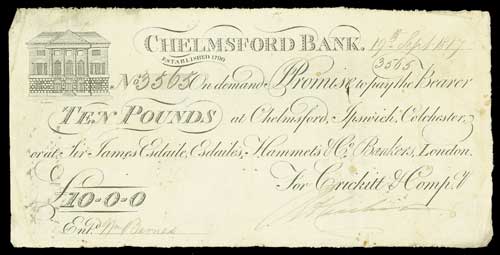 CHELMSFORD BANK. 19th Sept 1817
ESTABLISHED 1790
3565
No 3565 On demand Promise to pay the Bearer
TEN POUNDS at Chelmsford, Ipswich, Colchester,
or at Sir James Esdaile, Esdailes, Hammets & Co. Bankers, London.
For Crickitt & Compy.
£10-0-0
Entd. Wm Barnes